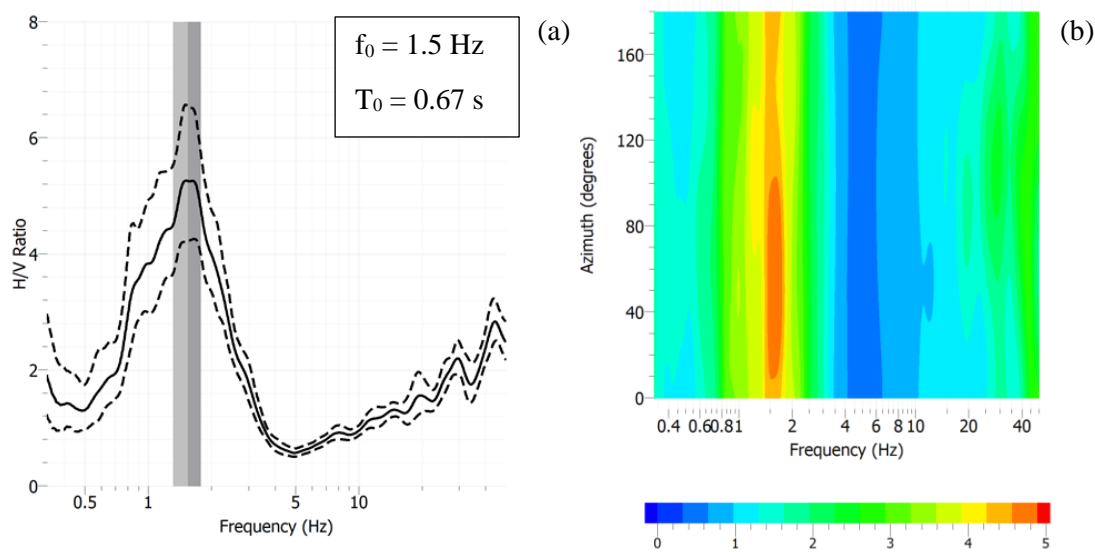 f₀ = 1.5 Hz
T₀ = 0.67 s
(a)
8
6
4
2
0
H/V Ratio
0.5 1 5 10
Frequency (Hz)
(b)
160
120
80
40
0
Azimuth (degrees)
0.4 0.6 0.8 1 2 4 6 8 10 20 40
Frequency (Hz)
0 1 2 3 4 5